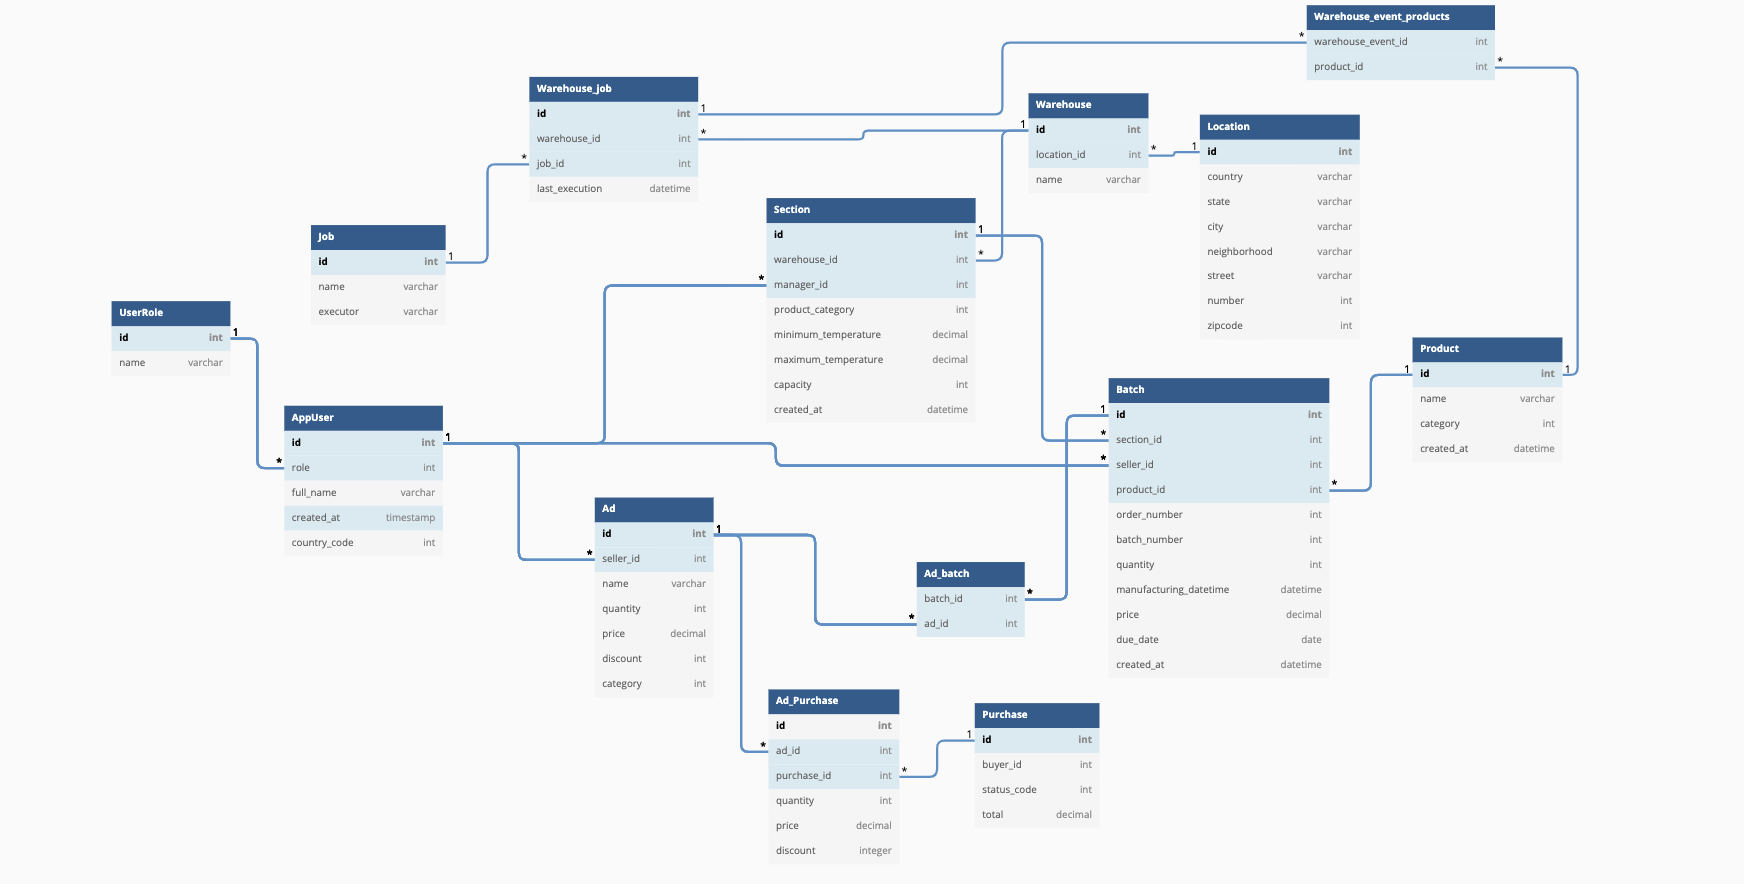 Warehouse_event_products
* warehouse_event_id int
product_id int *
Warehouse_job
id int 1
warehouse_id int *
* job_id int
last_execution datetime
Warehouse
1 id int
location_id int *
name varchar
Location
1 id int
country varchar
state varchar
city varchar
neighborhood varchar
street varchar
number int
zipcode int
Section
id int 1
warehouse_id int *
* manager_id int
product_category int
minimum_temperature decimal
maximum_temperature decimal
capacity int
created_at datetime
Job
id int 1
name varchar
executor varchar
UserRole
id int 1
name varchar
Product
1 id int 1
name varchar
category int
created_at datetime
Batch
1 id int
* section_id int
* seller_id int
product_id int *
order_number int
batch_number int
quantity int
manufacturing_datetime datetime
price decimal
due_date date
created_at datetime
AppUser
id int 1
* role int
full_name varchar
created_at timestamp
country_code int
Ad
id int 1
* seller_id int
name varchar
quantity int
price decimal
discount int
category int
Ad_batch
batch_id int *
* ad_id int
Ad_Purchase
id int
* ad_id int
purchase_id int *
quantity int
price decimal
discount integer
Purchase
1 id int
buyer_id int
status_code int
total decimal